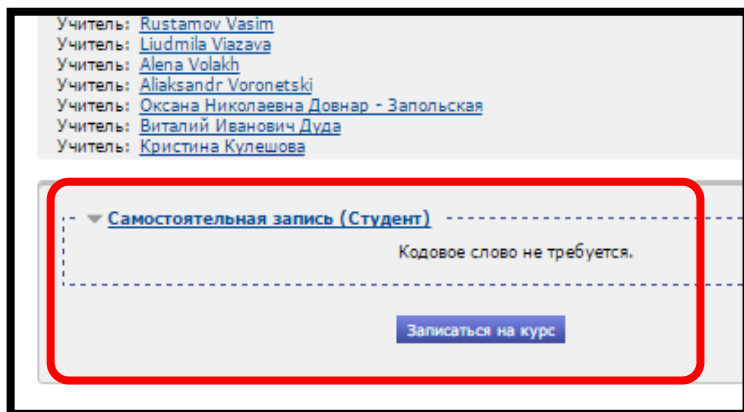 Учитель: Rustamov Vasim
Учитель: Liudmila Viazava
Учитель: Alena Volakh
Учитель: Aliaksandr Voronetski
Учитель: Оксана Николаевна Довнар - Запольская
Учитель: Виталий Иванович Дуда
Учитель: Кристина Кулешова
Самостоятельная запись (Студент)
Кодовое слово не требуется.
Записаться на курс